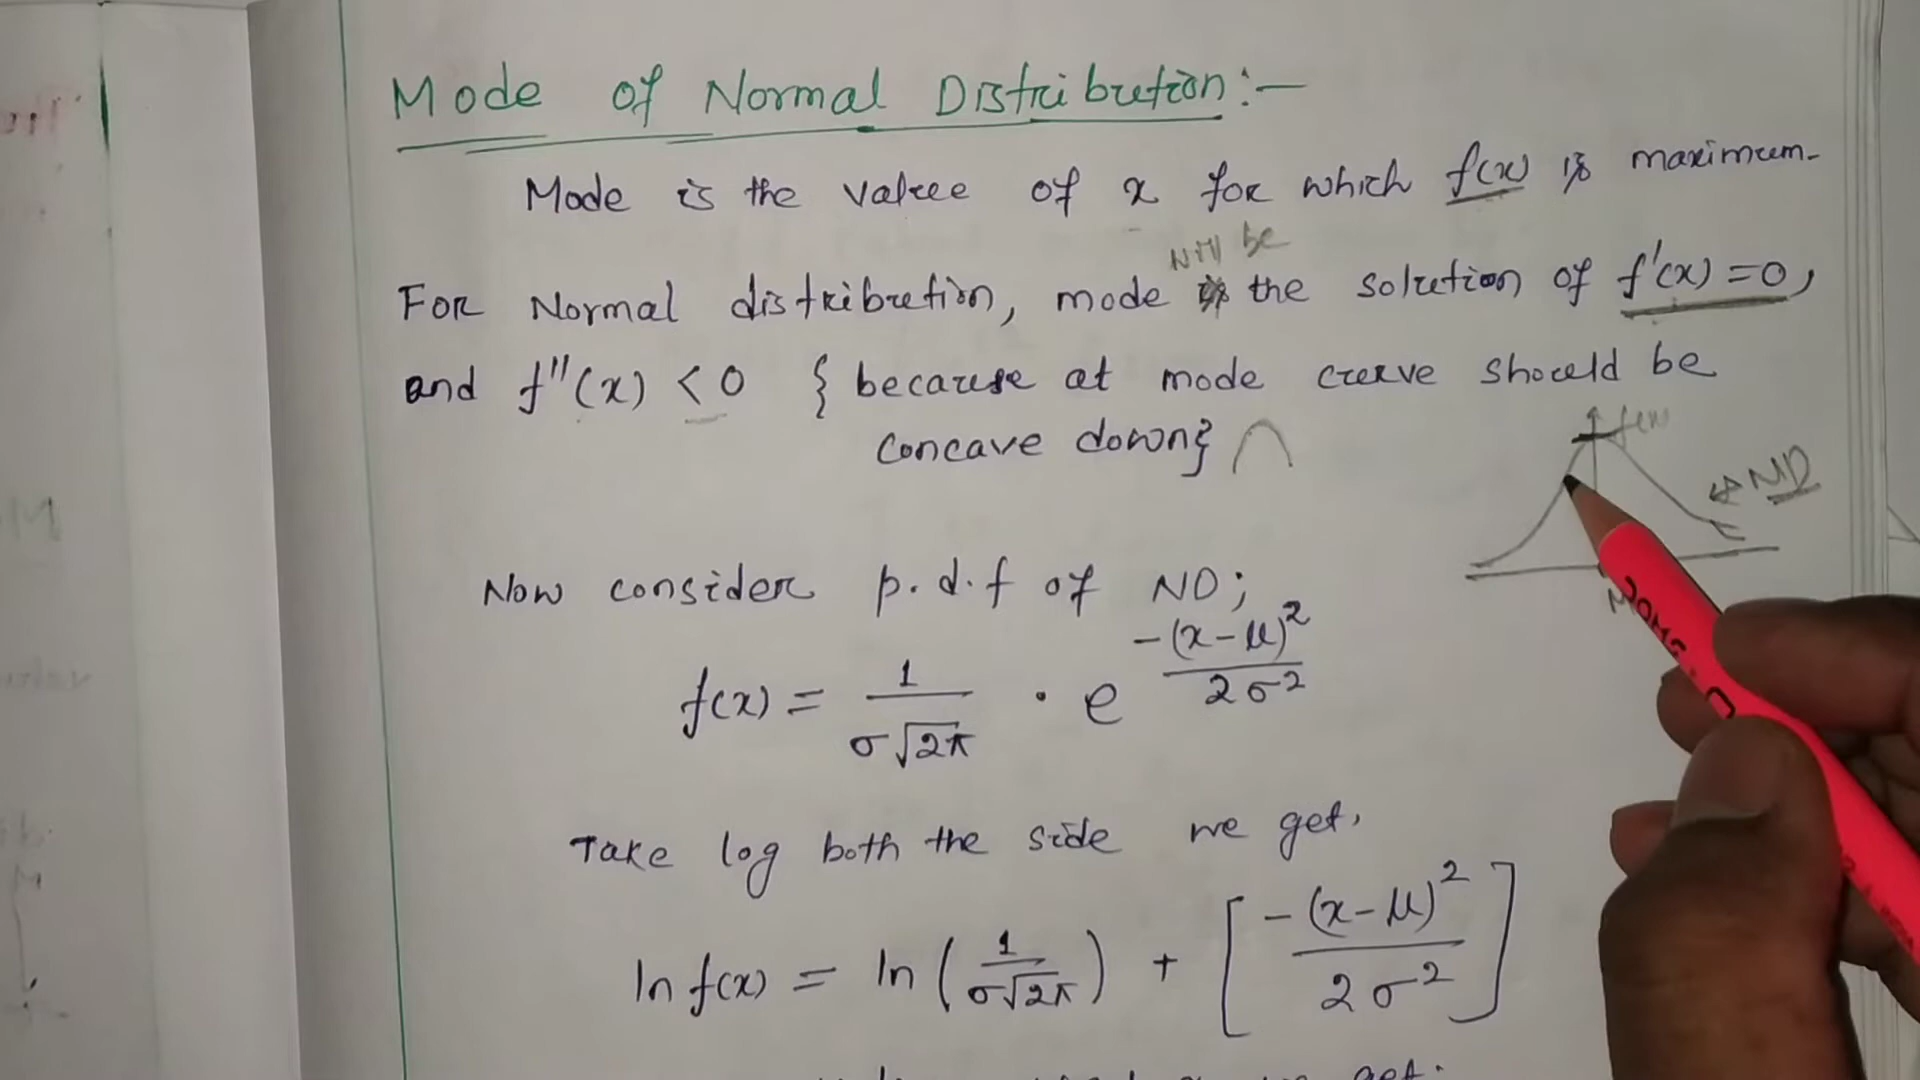 Mode of Normal Distribution:-
Mode is the value of x for which f(x) is maximum.
will be
For Normal distribution, mode the solution of f'(x) = 0,
and f''(x) < 0 { because at mode curve should be
concave down}
f(x)
ND
Now consider p.d.f of ND;
f(x) = 1/σ√2π · e^-(x-μ)²/2σ²
Take log both the side we get,
ln f(x) = ln (1/σ√2π) + [-(x-μ)²/2σ²]
get.